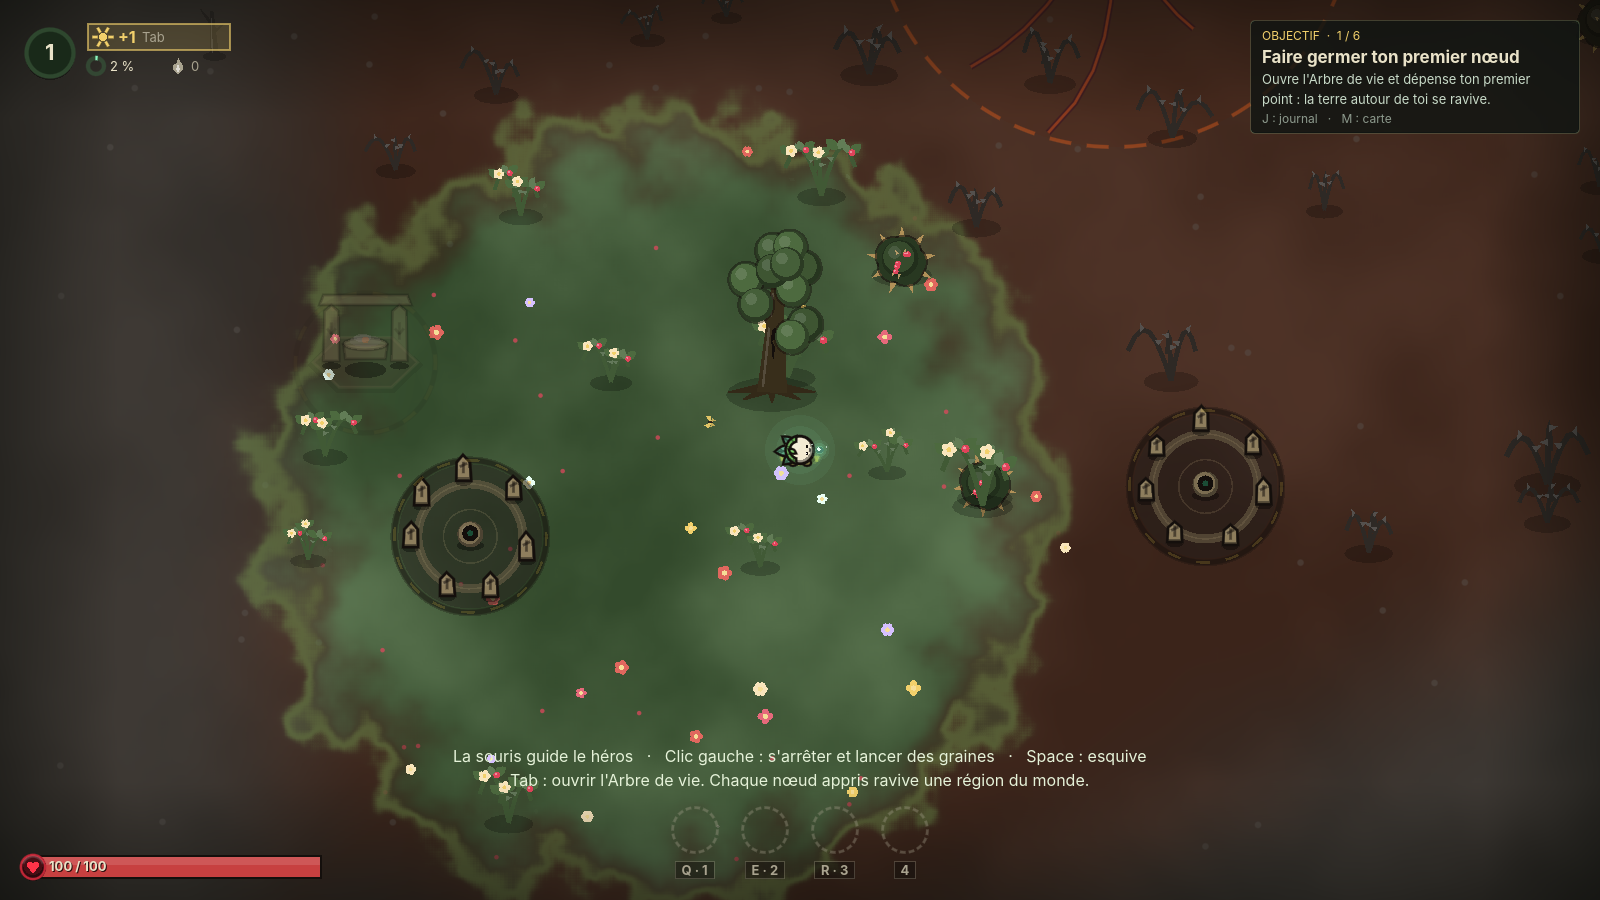 1
+1 Tab
2 %
0
OBJECTIF · 1 / 6
Faire germer ton premier nœud
Ouvre l'Arbre de vie et dépense ton premier
point : la terre autour de toi se ravive.
J : journal · M : carte
La souris guide le héros · Clic gauche : s'arrêter et lancer des graines · Space : esquive
Tab : ouvrir l'Arbre de vie. Chaque nœud appris ravive une région du monde.
100 / 100
Q · 1
E · 2
R · 3
4